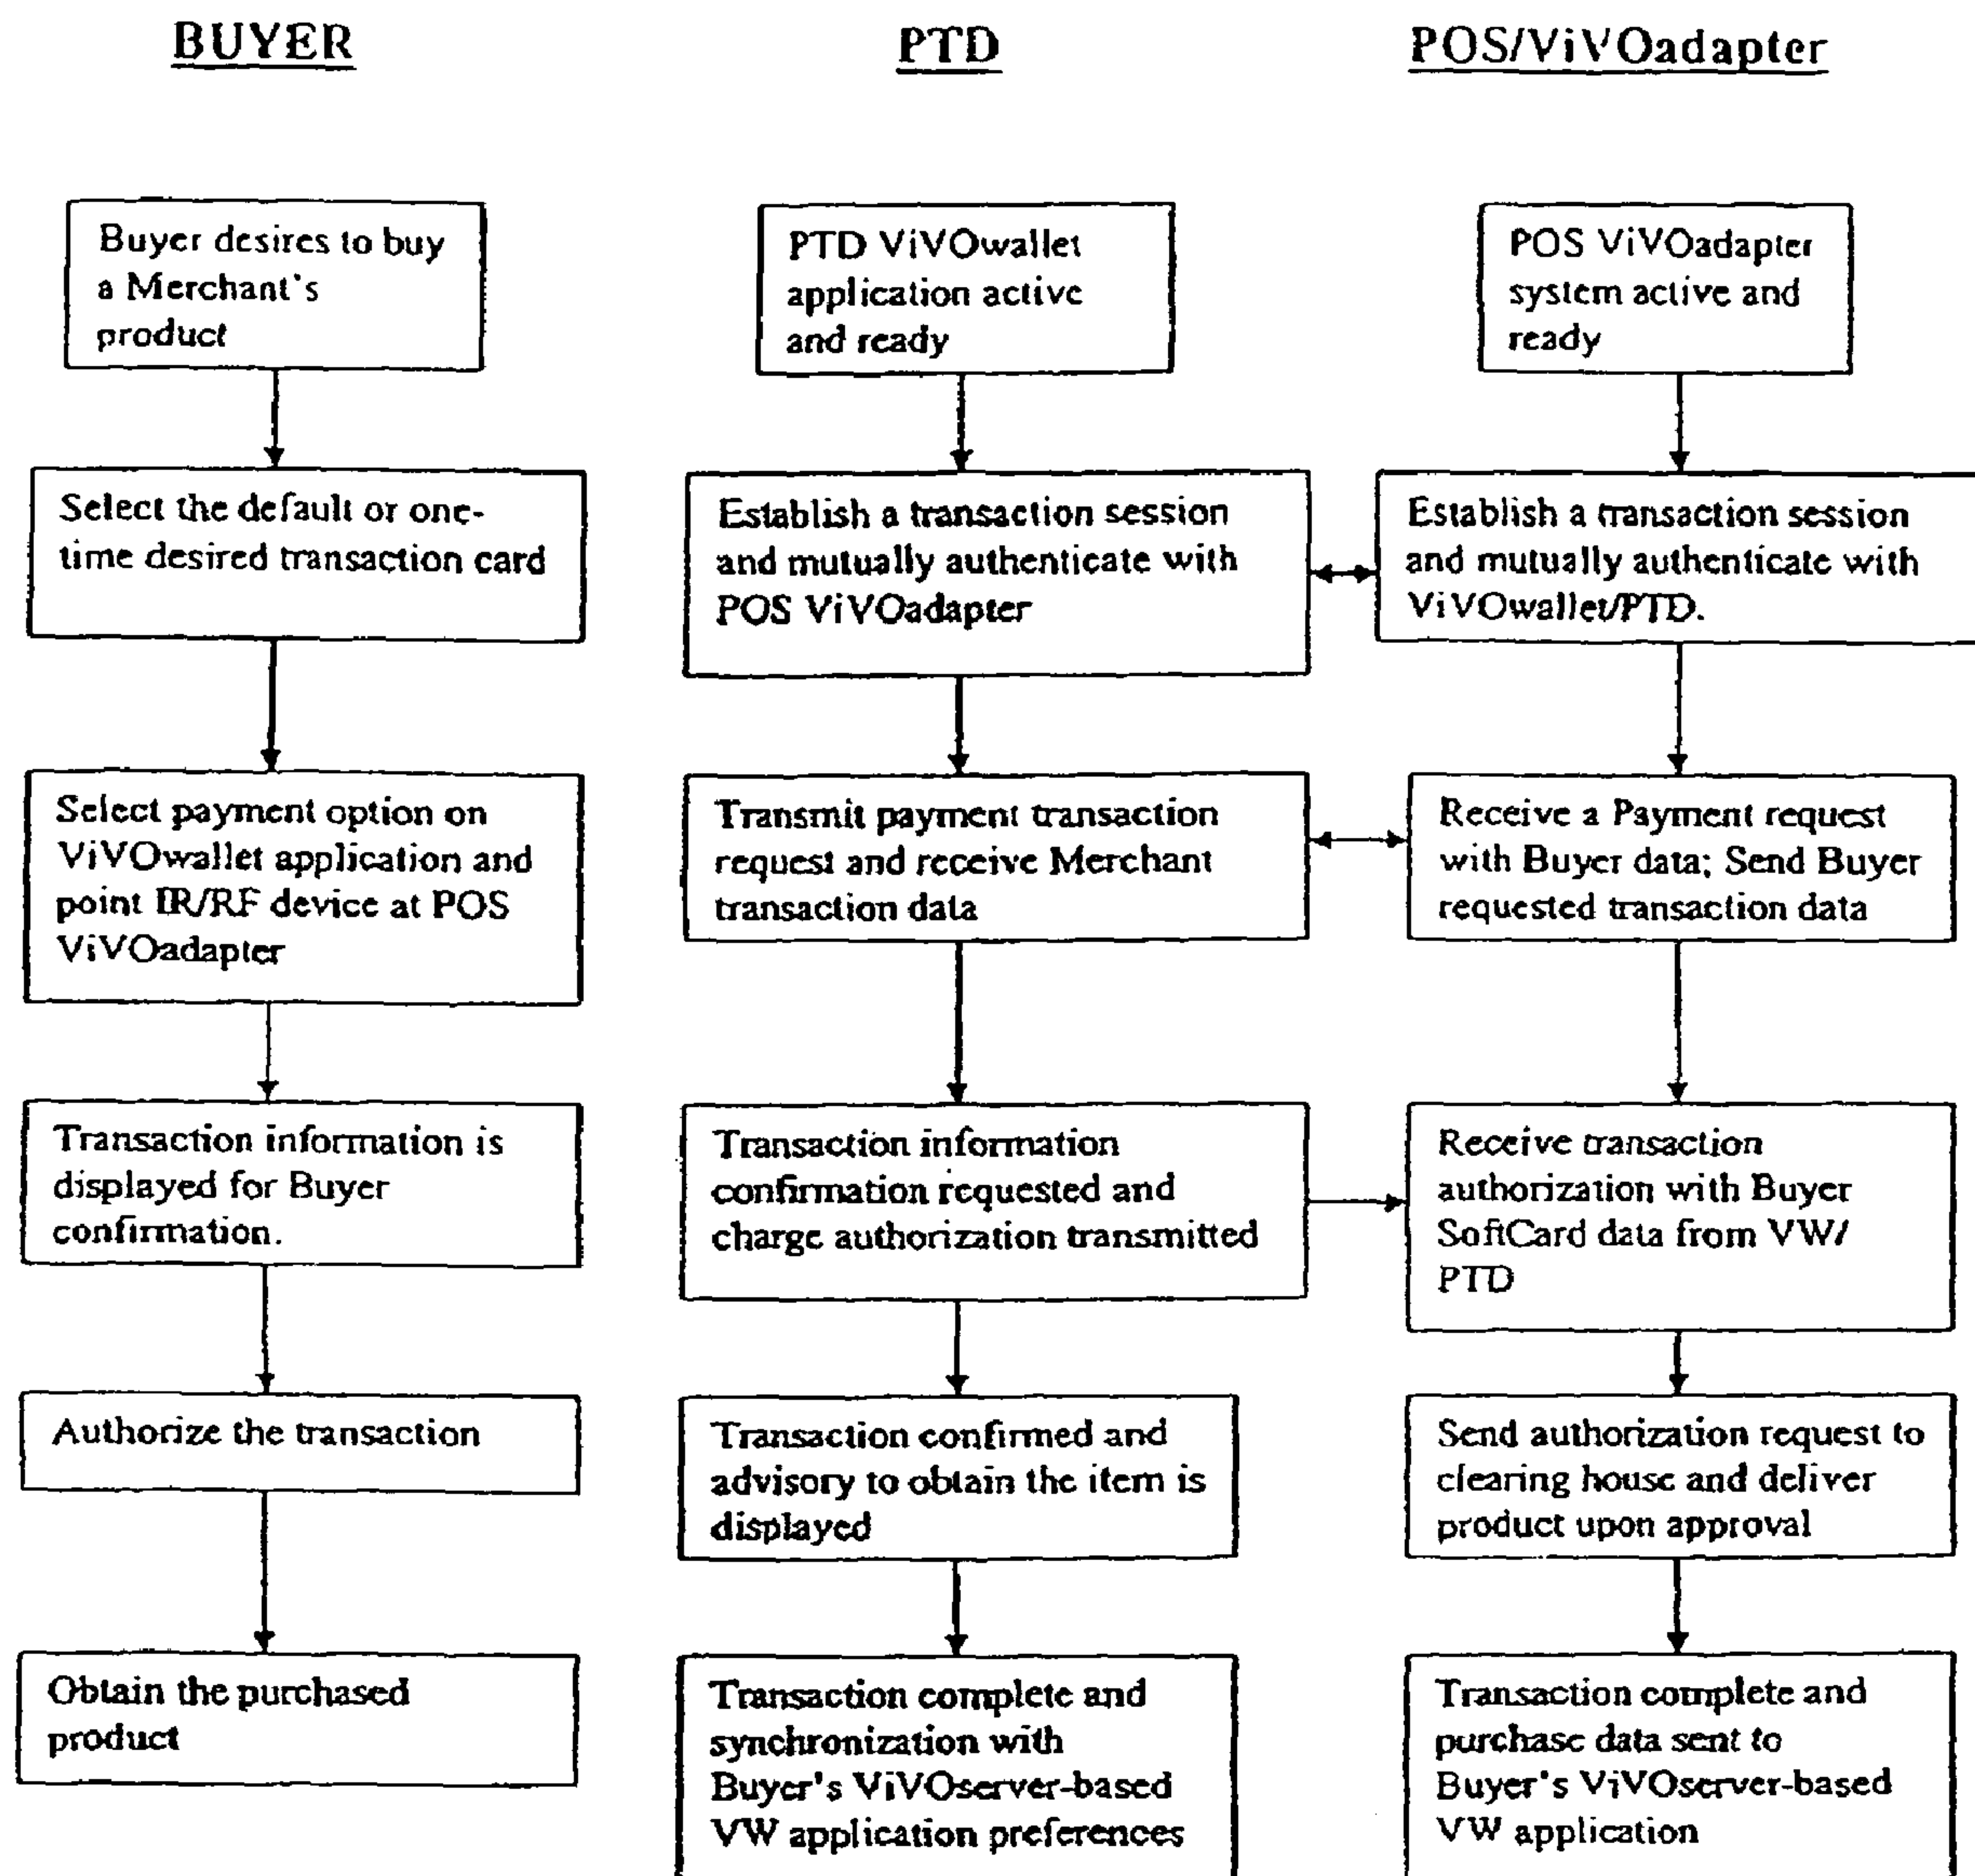 BUYER
PTD
POS/ViVOadapter
Buyer desires to buy
a Merchant's
product
PTD ViVOwallet
application active
and ready
POS ViVOadapter
system active and
ready
Select the default or one-
time desired transaction card
Establish a transaction session
and mutually authenticate with
POS ViVOadapter
Establish a transaction session
and mutually authenticate with
ViVOwallet/PTD.
Select payment option on
ViVOwallet application and
point IR/RF device at POS
ViVOadapter
Transmit payment transaction
request and receive Merchant
transaction data
Receive a Payment request
with Buyer data; Send Buyer
requested transaction data
Transaction information is
displayed for Buyer
confirmation.
Transaction information
confirmation requested and
charge authorization transmitted
Receive transaction
authorization with Buyer
SoftCard data from VW/
PTD
Authorize the transaction
Transaction confirmed and
advisory to obtain the item is
displayed
Send authorization request to
clearing house and deliver
product upon approval
Obtain the purchased
product
Transaction complete and
synchronization with
Buyer's ViVOserver-based
VW application preferences
Transaction complete and
purchase data sent to
Buyer's ViVOserver-based
VW application